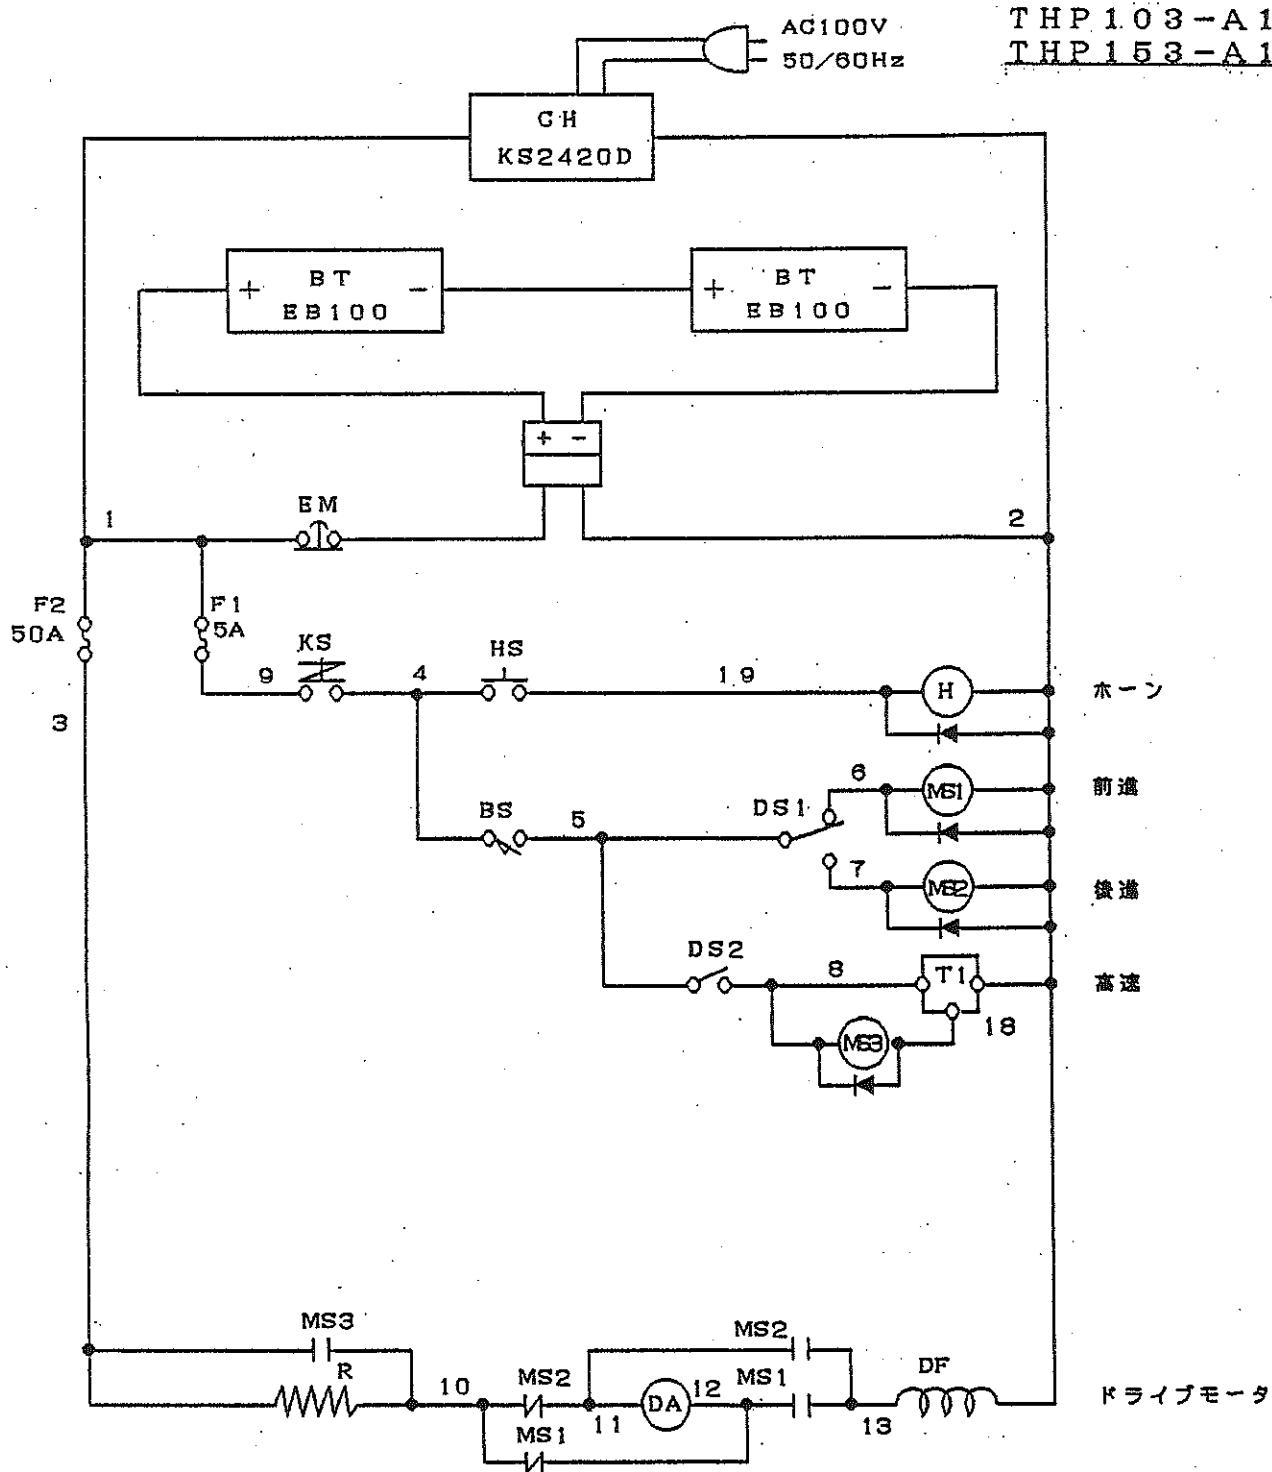 THP103-A1
THP153-A1
AC100V
50/60Hz
CH
KS2420D
BT
+ -
EB100
BT
+ -
EB100
+ -
EM
1
2
F2
50A
F1
5A
KS
HS
9
4
19
H
ホーン
3
6
MS1
前進
BS
5
DS1
7
MS2
後進
DS2
8
T1
高速
18
MS3
MS3
R
10
MS2
MS2
11
DA
12
MS1
MS1
13
DF
ドライブモータ